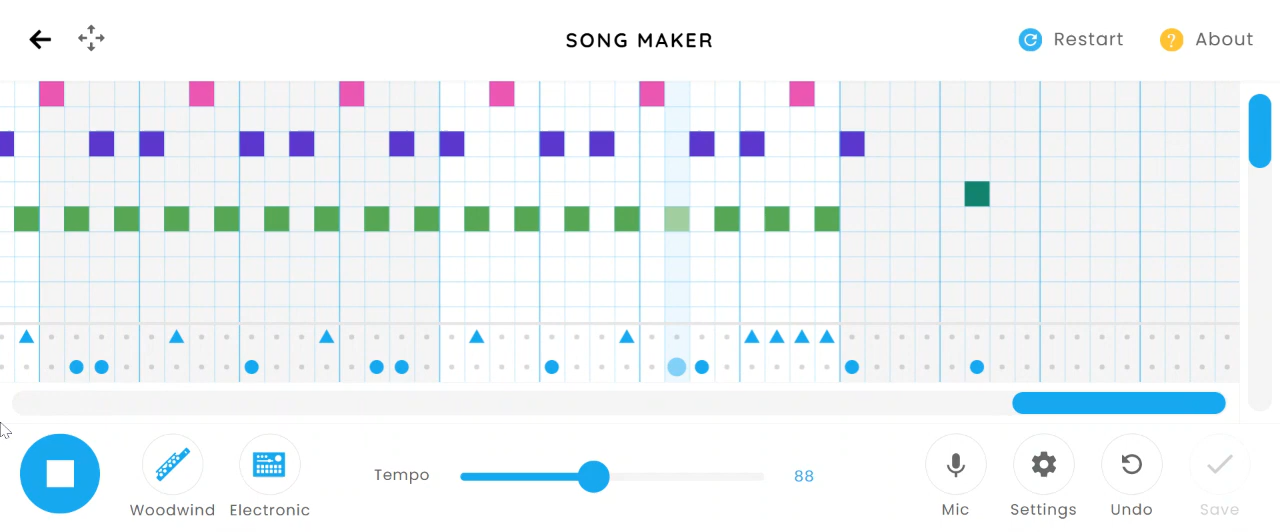 SONG MAKER
Restart
? About
Tempo
88
Woodwind
Electronic
Mic
Settings
Undo
Save